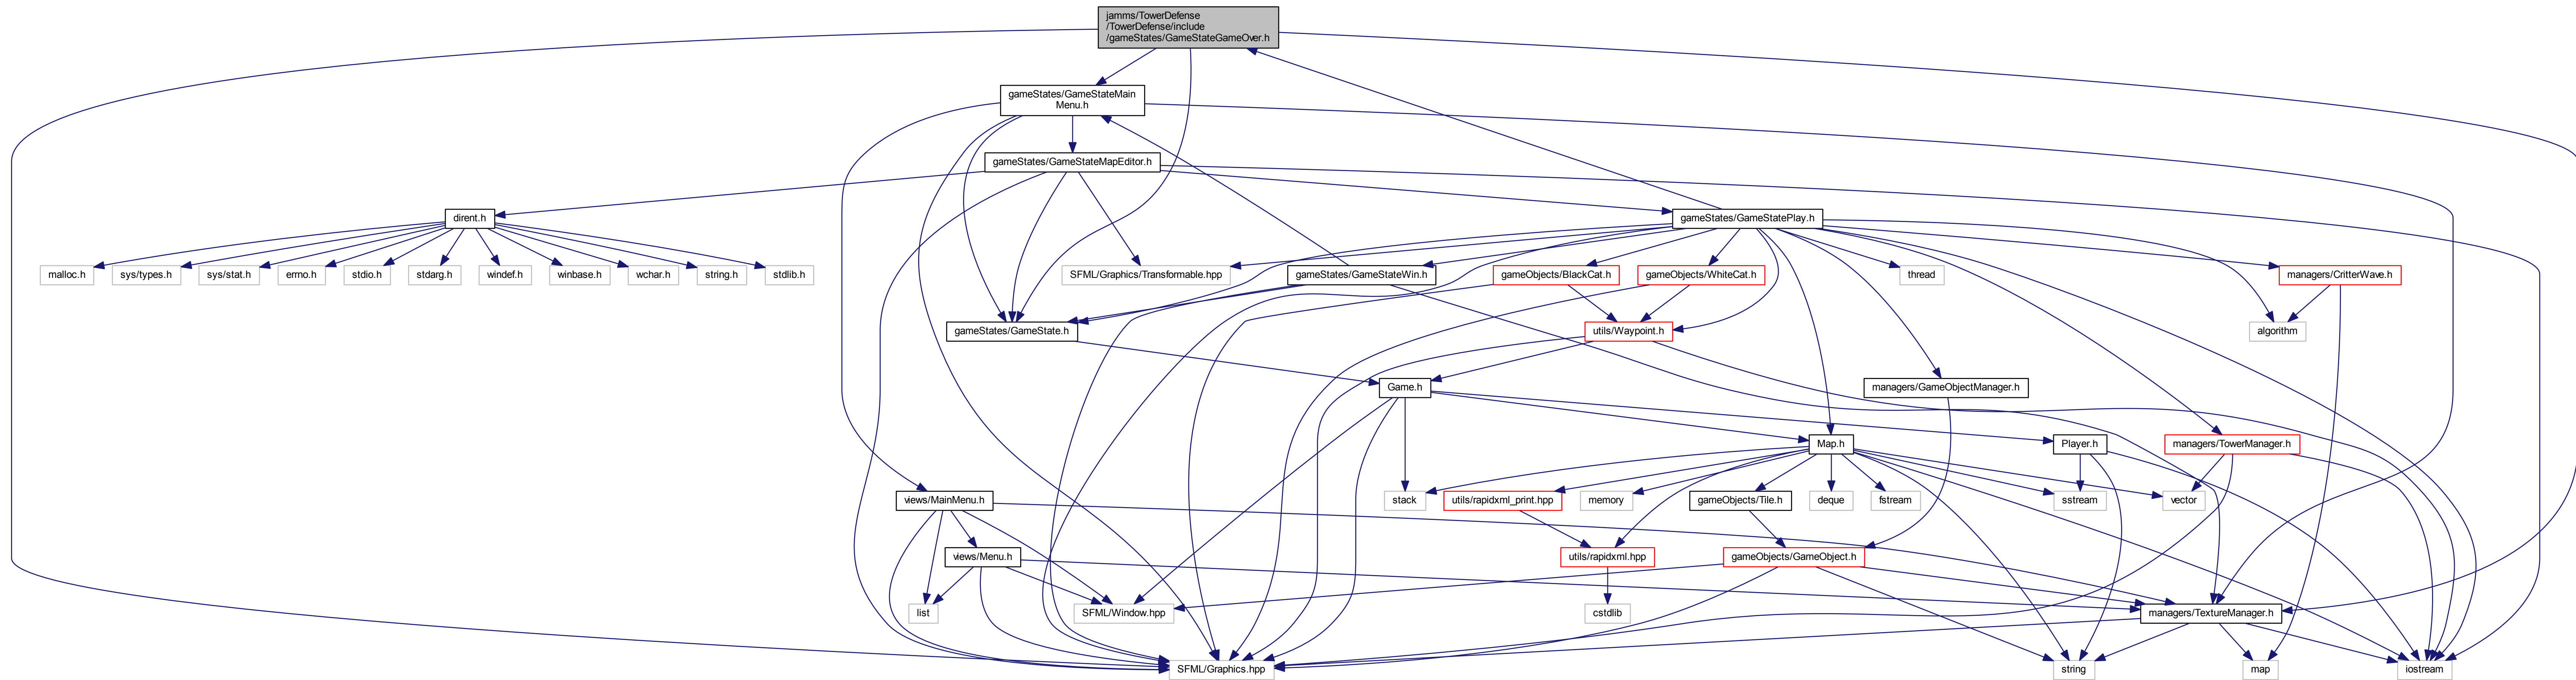 jamms/TowerDefense
/TowerDefense/include
/gameStates/GameStateGameOver.h
gameStates/GameStateMain
Menu.h
gameStates/GameStateMapEditor.h
dirent.h
gameStates/GameStatePlay.h
malloc.h
sys/types.h
sys/stat.h
errno.h
stdio.h
stdarg.h
windef.h
winbase.h
wchar.h
string.h
stdlib.h
SFML/Graphics/Transformable.hpp
gameStates/GameStateWin.h
gameObjects/BlackCat.h
gameObjects/WhiteCat.h
thread
managers/CritterWave.h
gameStates/GameState.h
utils/Waypoint.h
algorithm
Game.h
managers/GameObjectManager.h
Map.h
Player.h
managers/TowerManager.h
views/MainMenu.h
stack
utils/rapidxml_print.hpp
memory
gameObjects/Tile.h
deque
fstream
sstream
vector
views/Menu.h
utils/rapidxml.hpp
gameObjects/GameObject.h
list
SFML/Window.hpp
cstdlib
managers/TextureManager.h
SFML/Graphics.hpp
string
map
iostream